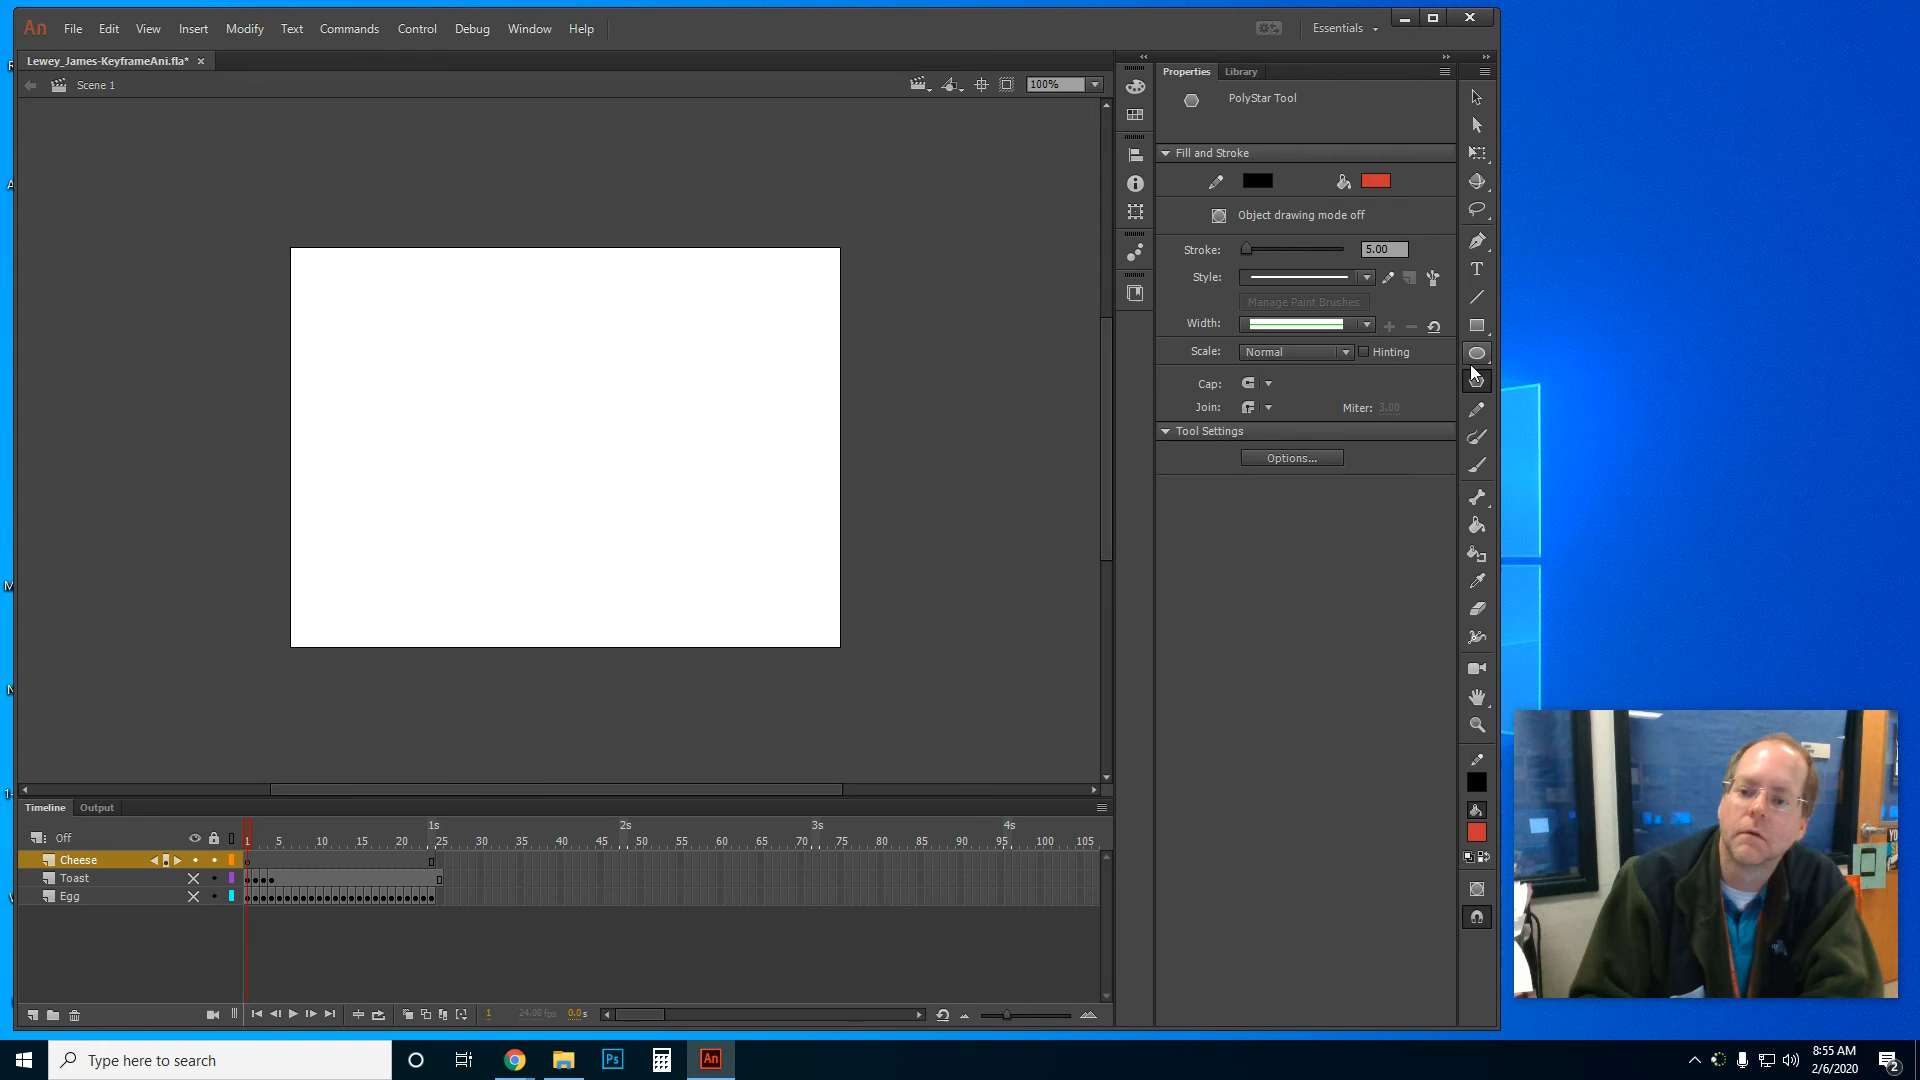 An File Edit View Insert Modify Text Commands Control Debug Window Help Essentials
Lewey_James-KeyframeAni.fla* ×
Scene 1 100%
Properties Library
PolyStar Tool
Fill and Stroke
Object drawing mode off
Stroke: 5.00
Style:
Manage Paint Brushes
Width:
Scale: Normal Hinting
Cap:
Join: Miter: 3.00
Tool Settings
Options...
Timeline Output
1s 2s 3s 4s
Off 1 5 10 15 20 25 30 35 40 45 50 55 60 65 70 75 80 85 90 95 100 105
Cheese
Toast
Egg
1 24.00 fps 0.0 s
Type here to search
Ps
An
8:55 AM
2/6/2020
2